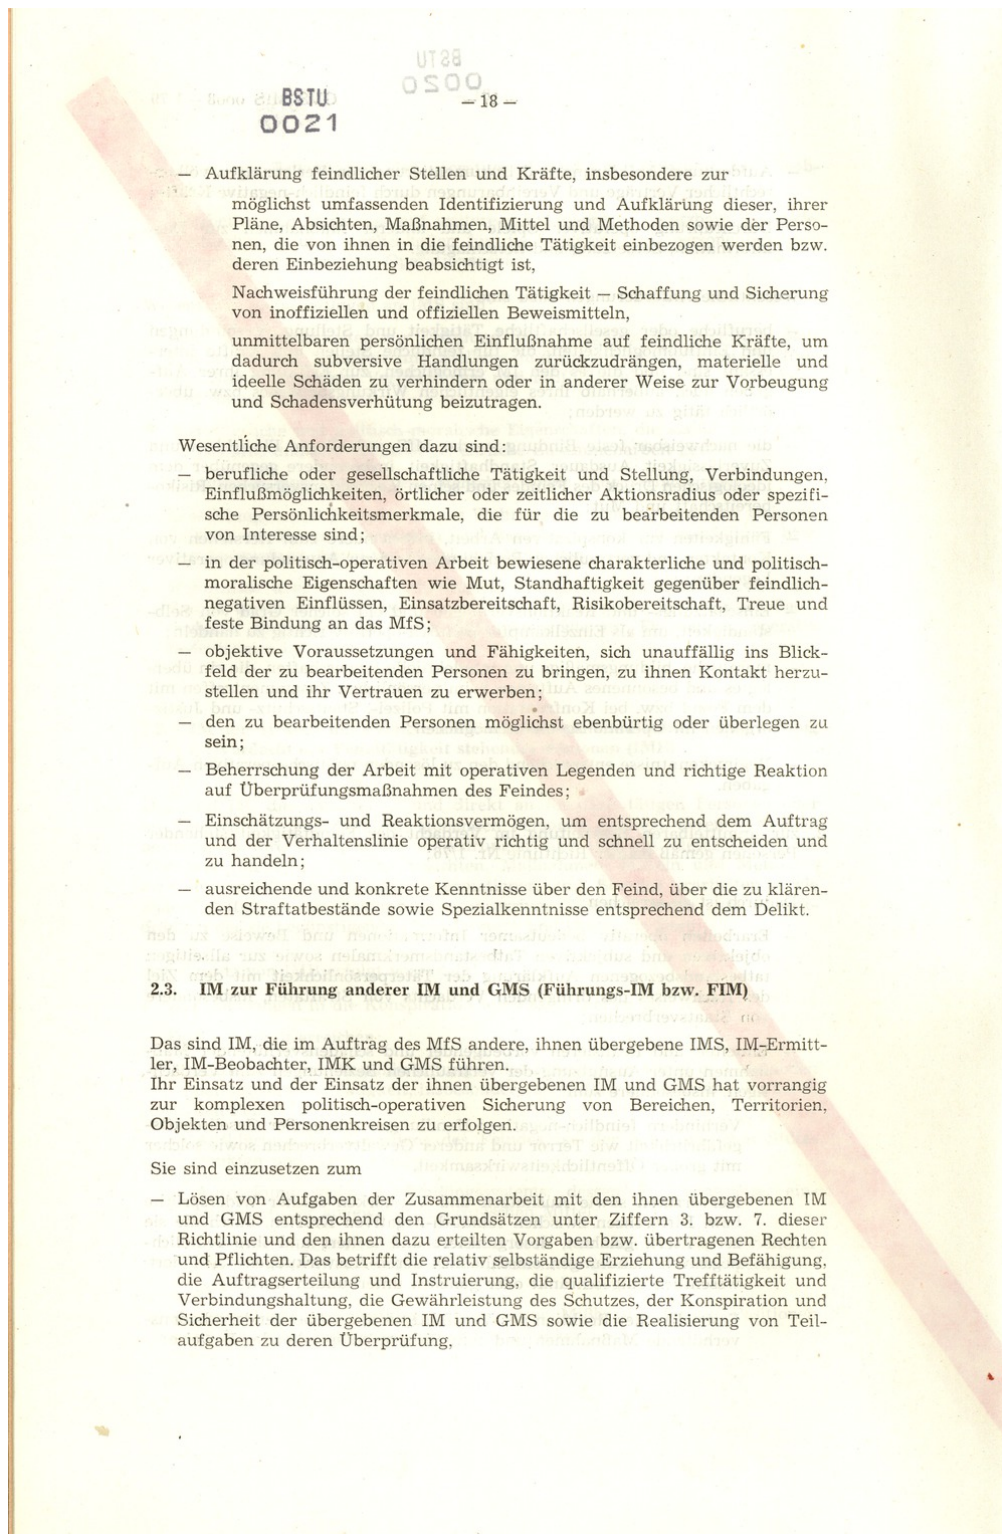 BSTU
0020
BSTU
0021
— 18 —
— Aufklärung feindlicher Stellen und Kräfte, insbesondere zur
möglichst umfassenden Identifizierung und Aufklärung dieser, ihrer
Pläne, Absichten, Maßnahmen, Mittel und Methoden sowie der Perso-
nen, die von ihnen in die feindliche Tätigkeit einbezogen werden bzw.
deren Einbeziehung beabsichtigt ist,
Nachweisführung der feindlichen Tätigkeit — Schaffung und Sicherung
von inoffiziellen und offiziellen Beweismitteln,
unmittelbaren persönlichen Einflußnahme auf feindliche Kräfte, um
dadurch subversive Handlungen zurückzudrängen, materielle und
ideelle Schäden zu verhindern oder in anderer Weise zur Vorbeugung
und Schadensverhütung beizutragen.
Wesentliche Anforderungen dazu sind:
— berufliche oder gesellschaftliche Tätigkeit und Stellung, Verbindungen,
Einflußmöglichkeiten, örtlicher oder zeitlicher Aktionsradius oder spezifi-
sche Persönlichkeitsmerkmale, die für die zu bearbeitenden Personen
von Interesse sind;
— in der politisch-operativen Arbeit bewiesene charakterliche und politisch-
moralische Eigenschaften wie Mut, Standhaftigkeit gegenüber feindlich-
negativen Einflüssen, Einsatzbereitschaft, Risikobereitschaft, Treue und
feste Bindung an das MfS;
— objektive Voraussetzungen und Fähigkeiten, sich unauffällig ins Blick-
feld der zu bearbeitenden Personen zu bringen, zu ihnen Kontakt herzu-
stellen und ihr Vertrauen zu erwerben;
— den zu bearbeitenden Personen möglichst ebenbürtig oder überlegen zu
sein;
— Beherrschung der Arbeit mit operativen Legenden und richtige Reaktion
auf Überprüfungsmaßnahmen des Feindes;
— Einschätzungs- und Reaktionsvermögen, um entsprechend dem Auftrag
und der Verhaltenslinie operativ richtig und schnell zu entscheiden und
zu handeln;
— ausreichende und konkrete Kenntnisse über den Feind, über die zu klären-
den Straftatbestände sowie Spezialkenntnisse entsprechend dem Delikt.
2.3. IM zur Führung anderer IM und GMS (Führungs-IM bzw. FIM)
Das sind IM, die im Auftrag des MfS andere, ihnen übergebene IMS, IM-Ermitt-
ler, IM-Beobachter, IMK und GMS führen.
Ihr Einsatz und der Einsatz der ihnen übergebenen IM und GMS hat vorrangig
zur komplexen politisch-operativen Sicherung von Bereichen, Territorien,
Objekten und Personenkreisen zu erfolgen.
Sie sind einzusetzen zum
— Lösen von Aufgaben der Zusammenarbeit mit den ihnen übergebenen IM
und GMS entsprechend den Grundsätzen unter Ziffern 3. bzw. 7. dieser
Richtlinie und den ihnen dazu erteilten Vorgaben bzw. übertragenen Rechten
und Pflichten. Das betrifft die relativ selbständige Erziehung und Befähigung,
die Auftragserteilung und Instruierung, die qualifizierte Trefftätigkeit und
Verbindungshaltung, die Gewährleistung des Schutzes, der Konspiration und
Sicherheit der übergebenen IM und GMS sowie die Realisierung von Teil-
aufgaben zu deren Überprüfung,